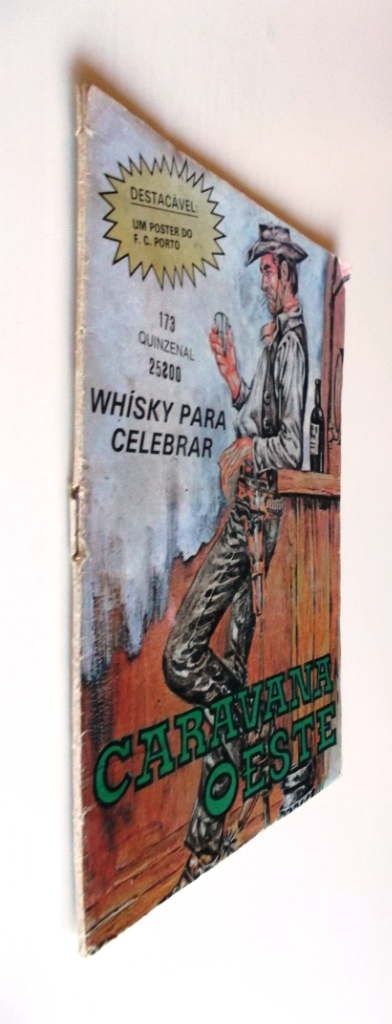 DESTACÁVEL:
UM POSTER DO
F. C. PORTO
173
QUINZENAL
25$00
WHÍSKY PARA
CELEBRAR
CARAVANA
OESTE